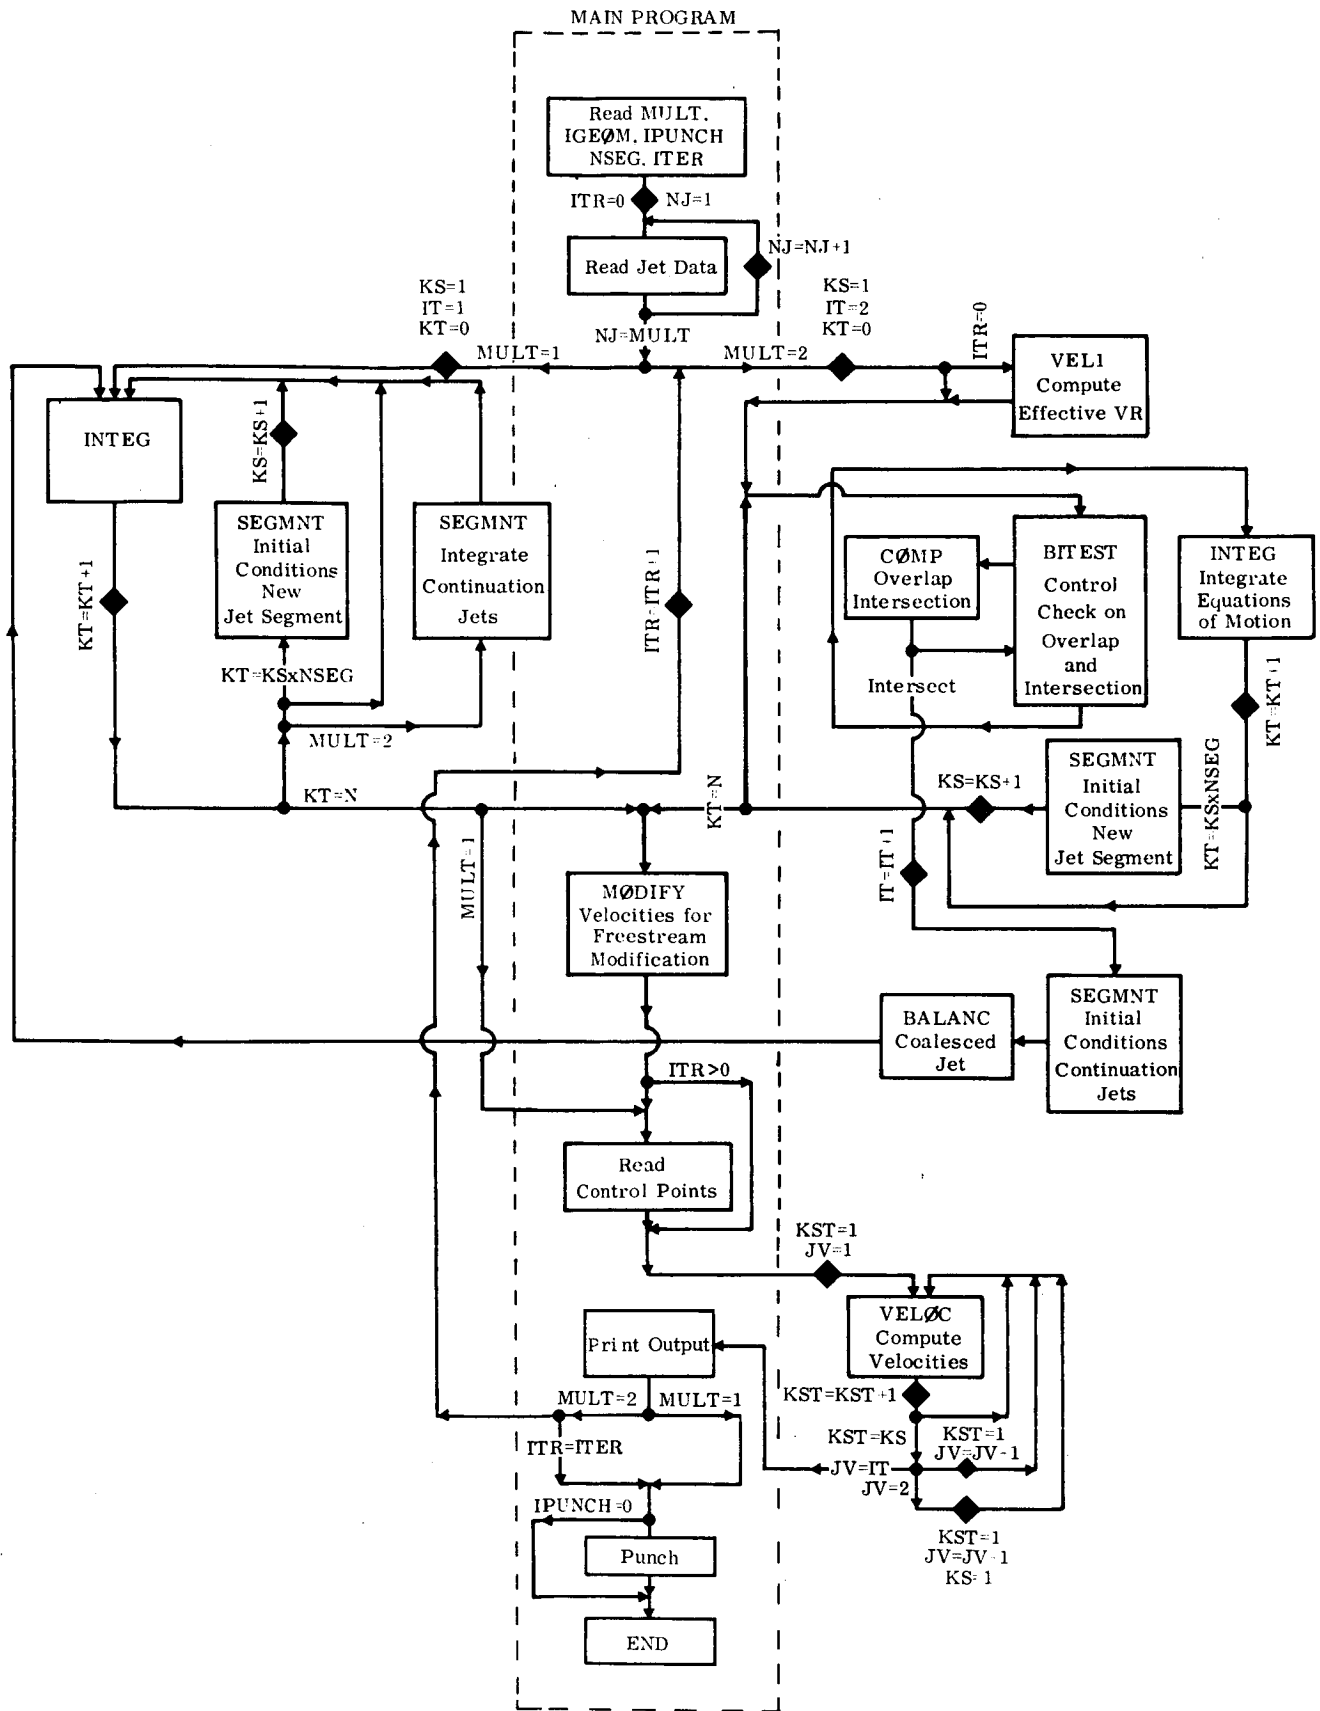 MAIN PROGRAM
Read MULT.
IGEØM. IPUNCH
NSEG. ITER
ITR=0
NJ=1
NJ=NJ+1
Read Jet Data
KS=1
IT=1
KT=0
KS=1
IT=2
KT=0
NJ=MULT
MULT=1
MULT=2
ITR=0
VEL1
Compute
Effective VR
INTEG
KS=KS+1
SEGMNT
Initial
Conditions
New
Jet Segment
SEGMNT
Integrate
Continuation
Jets
KT=KT+1
ITR=ITR+1
CØMP
Overlap
Intersection
BITEST
Control
Check on
Overlap
and
Intersection
INTEG
Integrate
Equations
of Motion
KT=KSxNSEG
Intersect
MULT=2
KT=KT+1
KT=N
KT=N
KS=KS+1
SEGMNT
Initial
Conditions
New
Jet Segment
KT=KSxNSEG
MULT=1
IT=IT+1
MØDIFY
Velocities for
Freestream
Modification
BALANC
Coalesced
Jet
SEGMNT
Initial
Conditions
Continuation
Jets
ITR>0
Read
Control Points
KST=1
JV=1
VELØC
Compute
Velocities
Print Output
KST=KST+1
MULT=2
MULT=1
KST=KS
KST=1
JV=JV-1
ITR=ITER
JV=IT
JV=2
IPUNCH=0
KST=1
JV=JV-1
KS=1
Punch
END